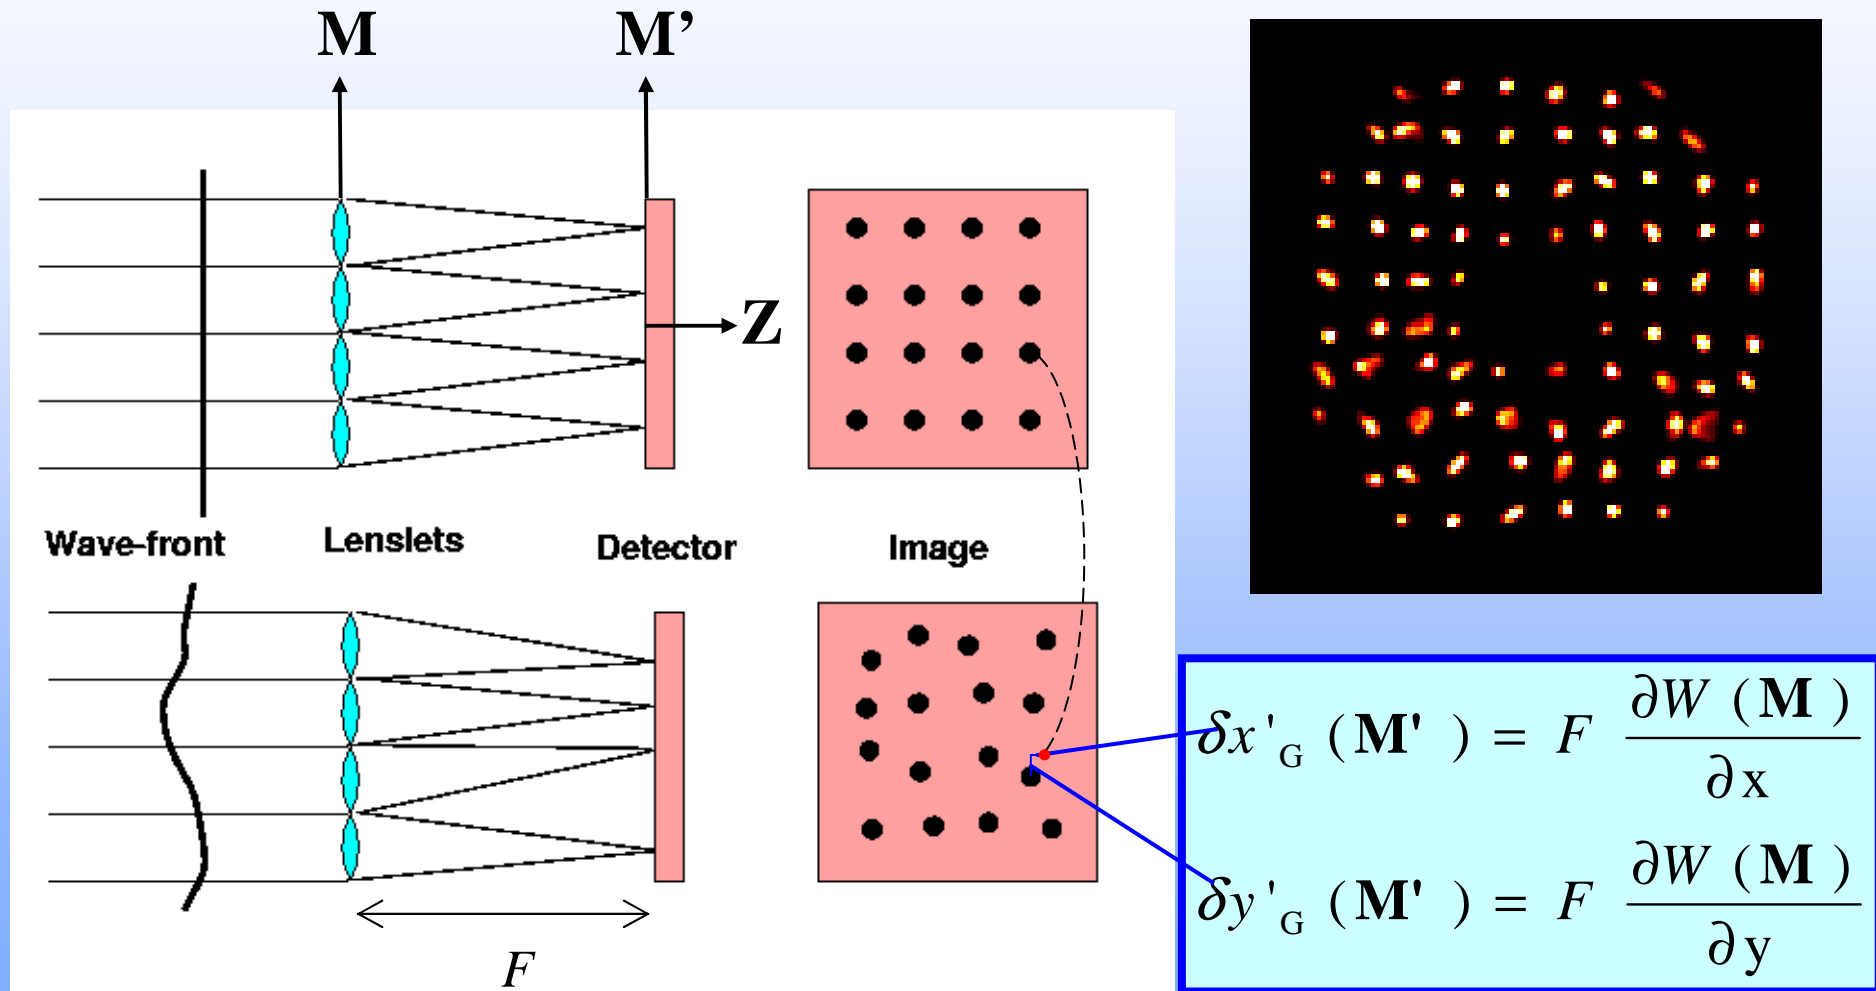 M M’
Z
Wave-front Lenslets Detector Image
F
δx'G (M') = F ∂W (M) / ∂x
δy'G (M') = F ∂W (M) / ∂y